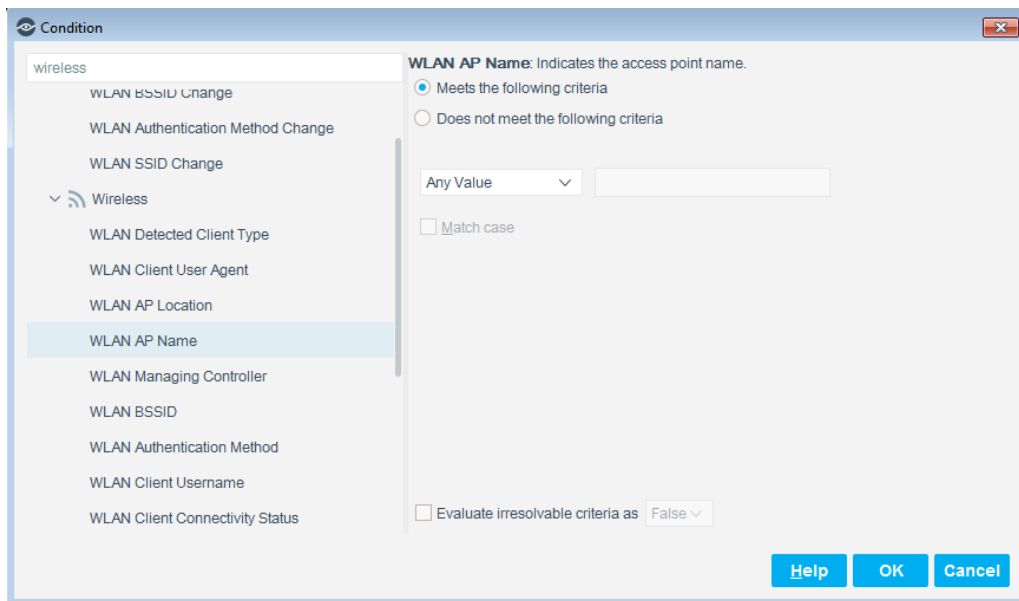 Condition
wireless
WLAN BSSID Change
WLAN Authentication Method Change
WLAN SSID Change
Wireless
WLAN Detected Client Type
WLAN Client User Agent
WLAN AP Location
WLAN AP Name
WLAN Managing Controller
WLAN BSSID
WLAN Authentication Method
WLAN Client Username
WLAN Client Connectivity Status
WLAN AP Name: Indicates the access point name.
Meets the following criteria
Does not meet the following criteria
Any Value
Match case
Evaluate irresolvable criteria as False
Help OK Cancel